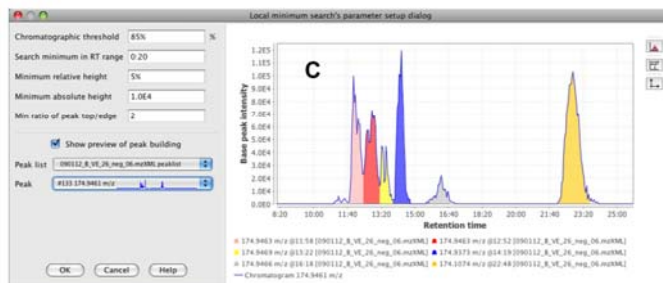 Local minimum search's parameter setup dialog
Chromatographic threshold 85% %
Search minimum in RT range 0:20
Minimum relative height 5%
Minimum absolute height 1.0E4
Min ratio of peak top/edge 2
Show preview of peak building
Peak list 090112_B_VE_26_neg_06.mzXML peaklist
Peak #133 174.9461 m/z
OK Cancel Help
C
Base peak intensity
1.2E5
1.1E5
1.0E5
9.0E4
8.0E4
7.0E4
6.0E4
5.0E4
4.0E4
3.0E4
2.0E4
1.0E4
0.0E0
8:20 10:00 11:40 13:20 15:00 16:40 18:20 20:00 21:40 23:20 25:00
Retention time
174.9463 m/z @11:58 [090112_B_VE_26_neg_06.mzXML] 174.9463 m/z @12:52 [090112_B_VE_26_neg_06.mzXML]
174.9469 m/z @13:22 [090112_B_VE_26_neg_06.mzXML] 174.9373 m/z @14:19 [090112_B_VE_26_neg_06.mzXML]
174.9466 m/z @16:18 [090112_B_VE_26_neg_06.mzXML] 174.1074 m/z @22:48 [090112_B_VE_26_neg_06.mzXML]
Chromatogram 174.9461 m/z